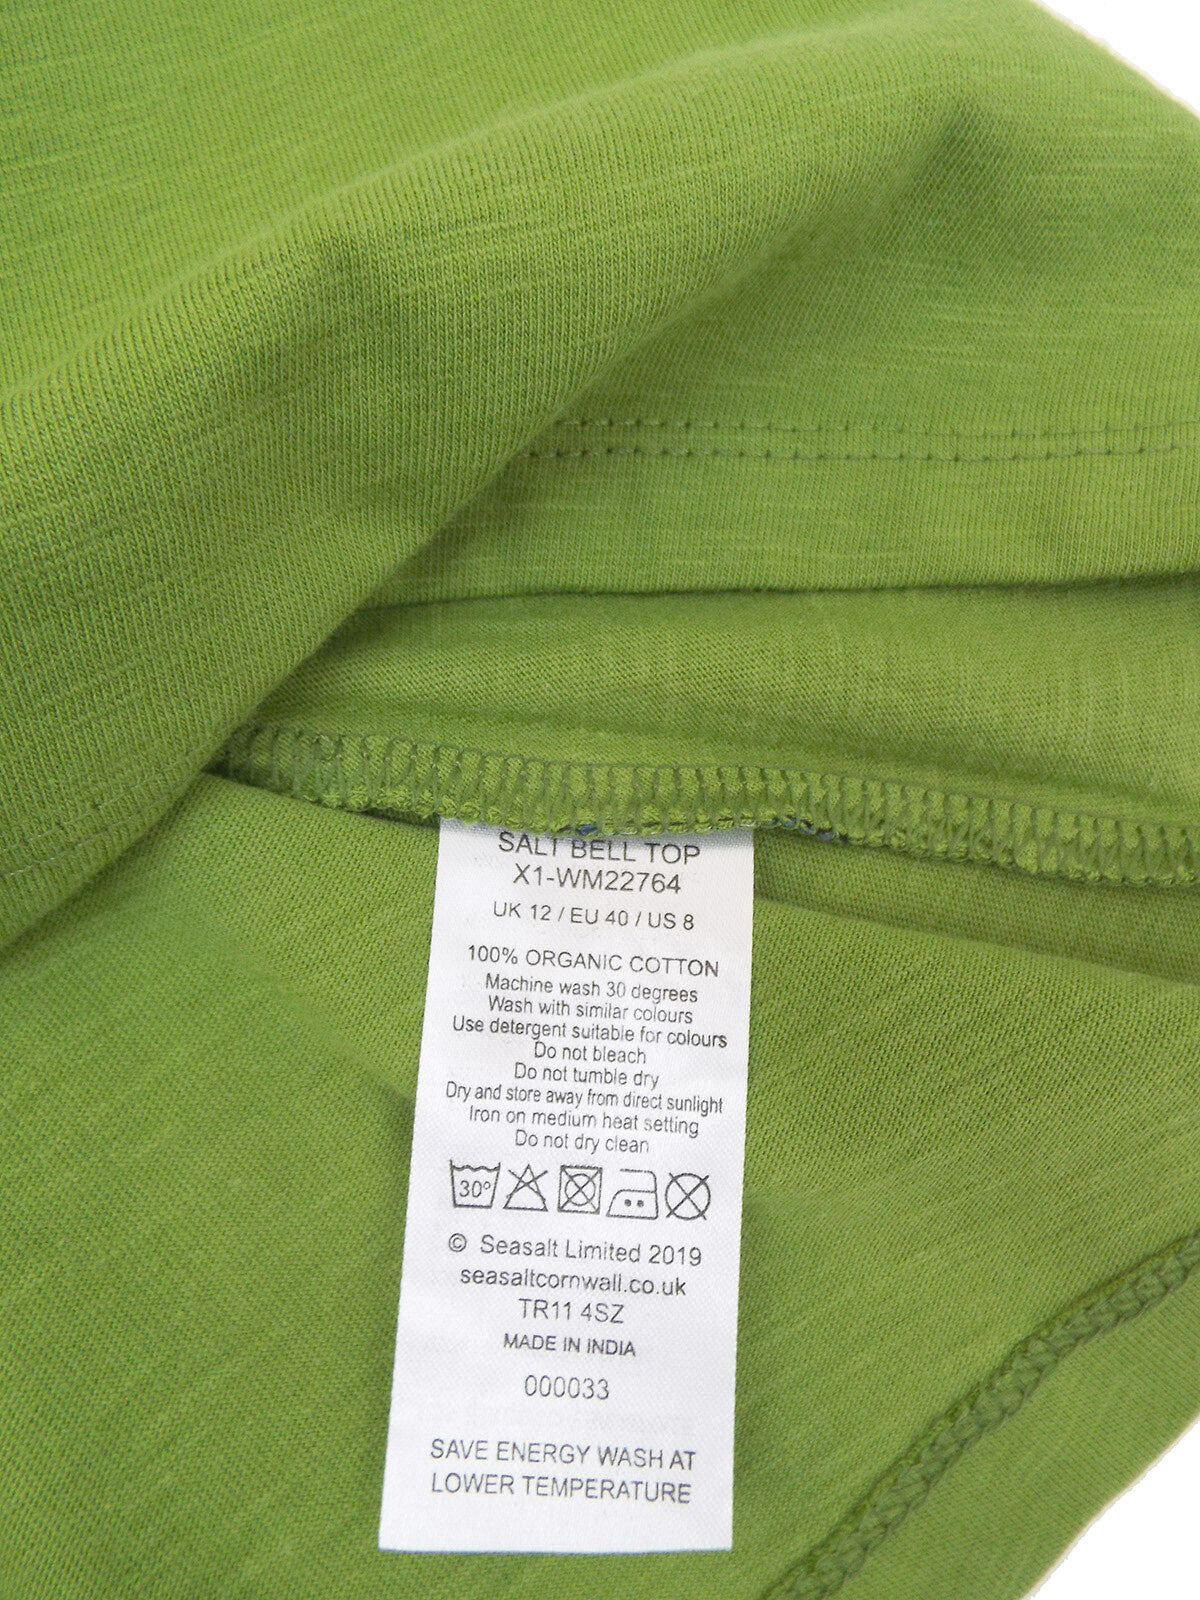 SALT BELL TOP
X1-WM22764
UK 12 / EU 40 / US 8
100% ORGANIC COTTON
Machine wash 30 degrees
Wash with similar colours
Use detergent suitable for colours
Do not bleach
Do not tumble dry
Dry and store away from direct sunlight
Iron on medium heat setting
Do not dry clean
30°
© Seasalt Limited 2019
seasaltcornwall.co.uk
TR11 4SZ
MADE IN INDIA
000033
SAVE ENERGY WASH AT
LOWER TEMPERATURE